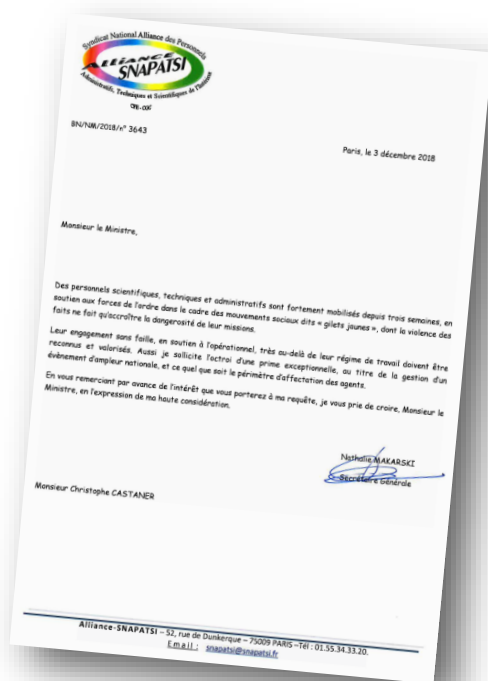 Syndicat National Alliance des Personnels
ALLIANCE
SNAPATSI
Administratifs, Techniques et Scientifiques de l'Intérieur
CFE-CGC
BN/NM/2018/n° 3643
Paris, le 3 décembre 2018
Monsieur le Ministre,
Des personnels scientifiques, techniques et administratifs sont fortement mobilisés depuis trois semaines, en
soutien aux forces de l'ordre dans le cadre des mouvements sociaux dits « gilets jaunes », dont la violence des
faits ne fait qu'accroître la dangerosité de leur missions.
Leur engagement sans faille, en soutien à l'opérationnel, très au-delà de leur régime de travail doivent être
reconnus et valorisés. Aussi je sollicite l'octroi d'une prime exceptionnelle, au titre de la gestion d'un
évènement d'ampleur nationale, et ce quel que soit le périmètre d'affectation des agents.
En vous remerciant par avance de l'intérêt que vous porterez à ma requête, je vous prie de croire, Monsieur le
Ministre, en l'expression de ma haute considération.
Nathalie MAKARSKI
Secrétaire Générale
Monsieur Christophe CASTANER
Alliance-SNAPATSI – 52, rue de Dunkerque – 75009 PARIS –Tél : 01.55.34.33.20.
Email : snapatsi@snapatsi.fr